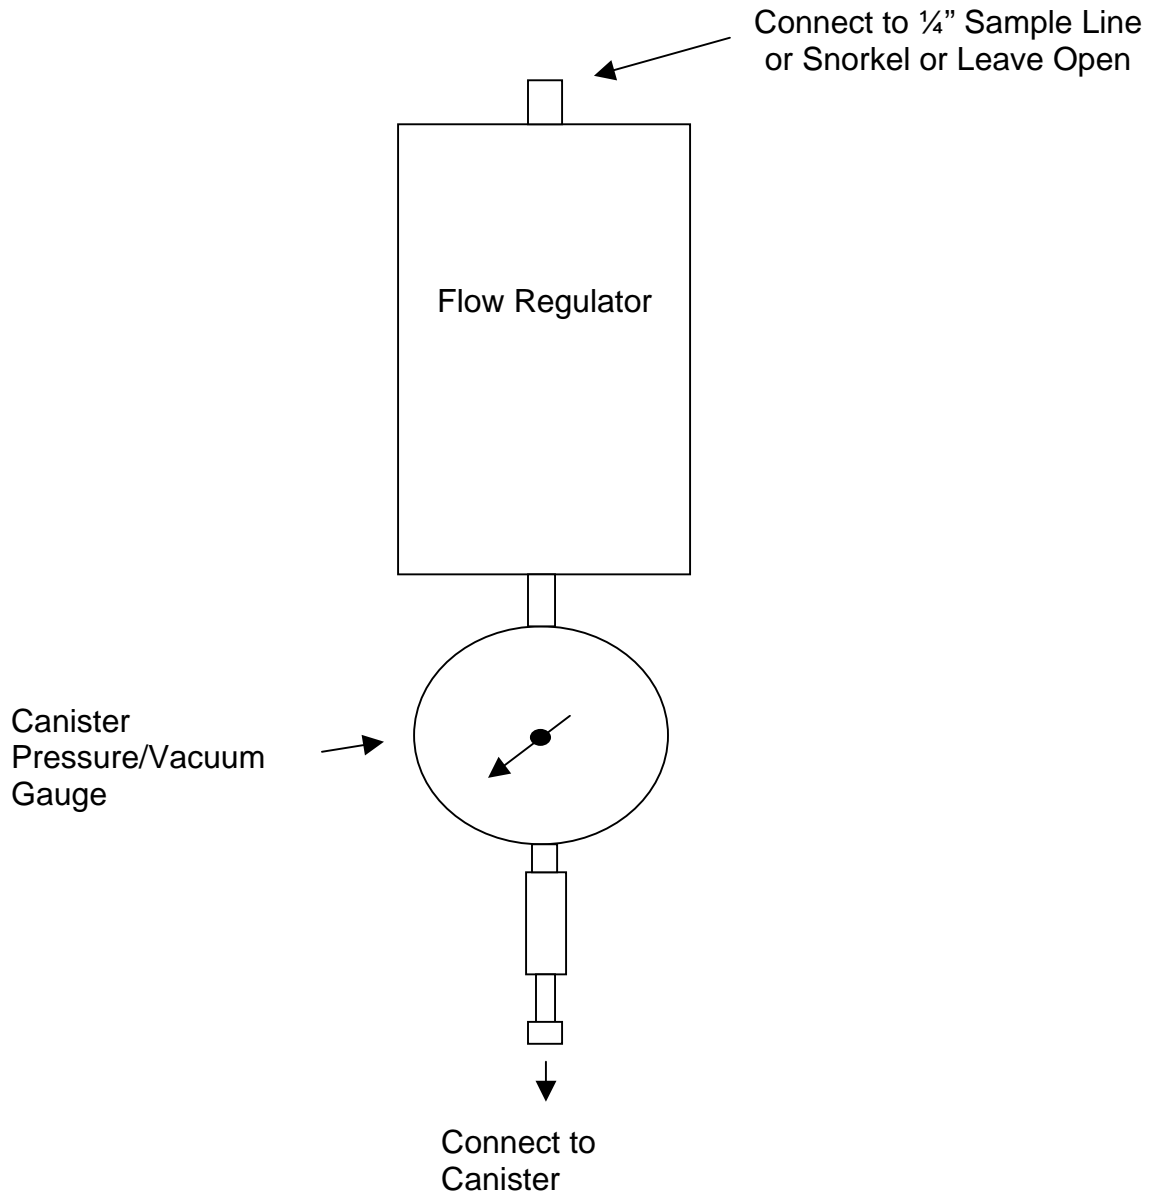 Connect to ¼” Sample Line
or Snorkel or Leave Open
Flow Regulator
Canister
Pressure/Vacuum
Gauge
Connect to
Canister